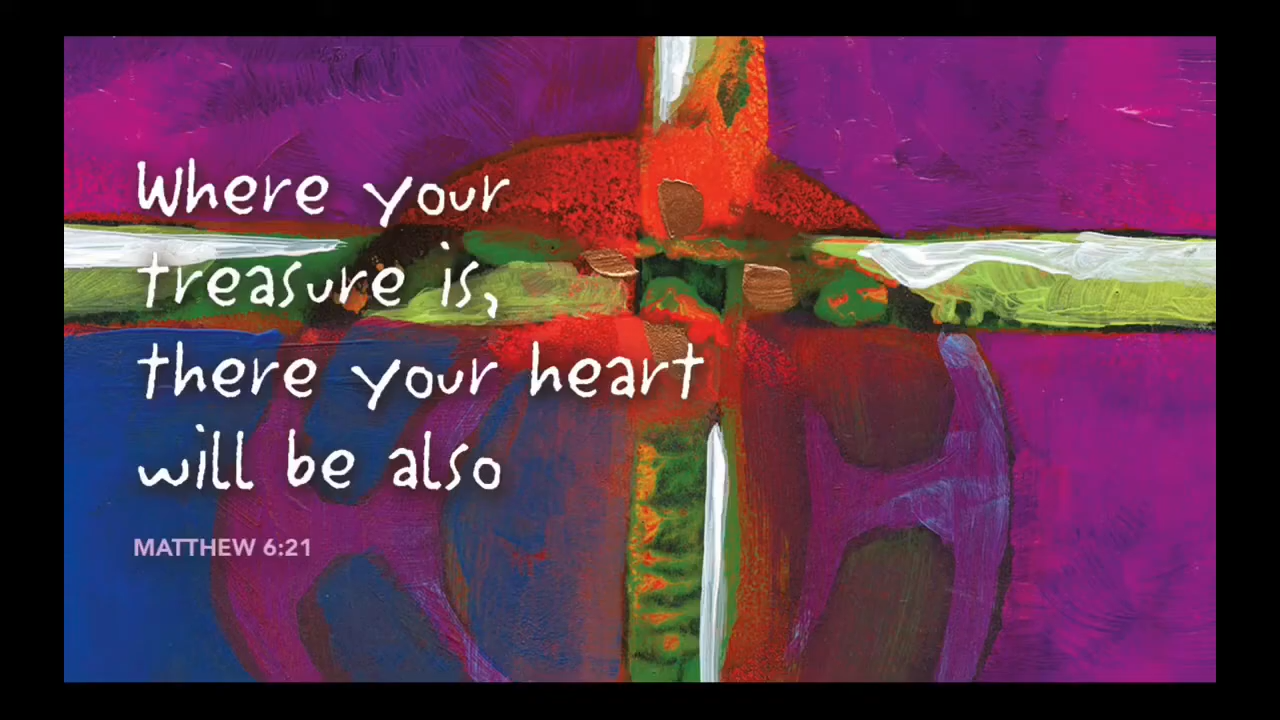 Where your
treasure is,
there your heart
will be also
MATTHEW 6:21